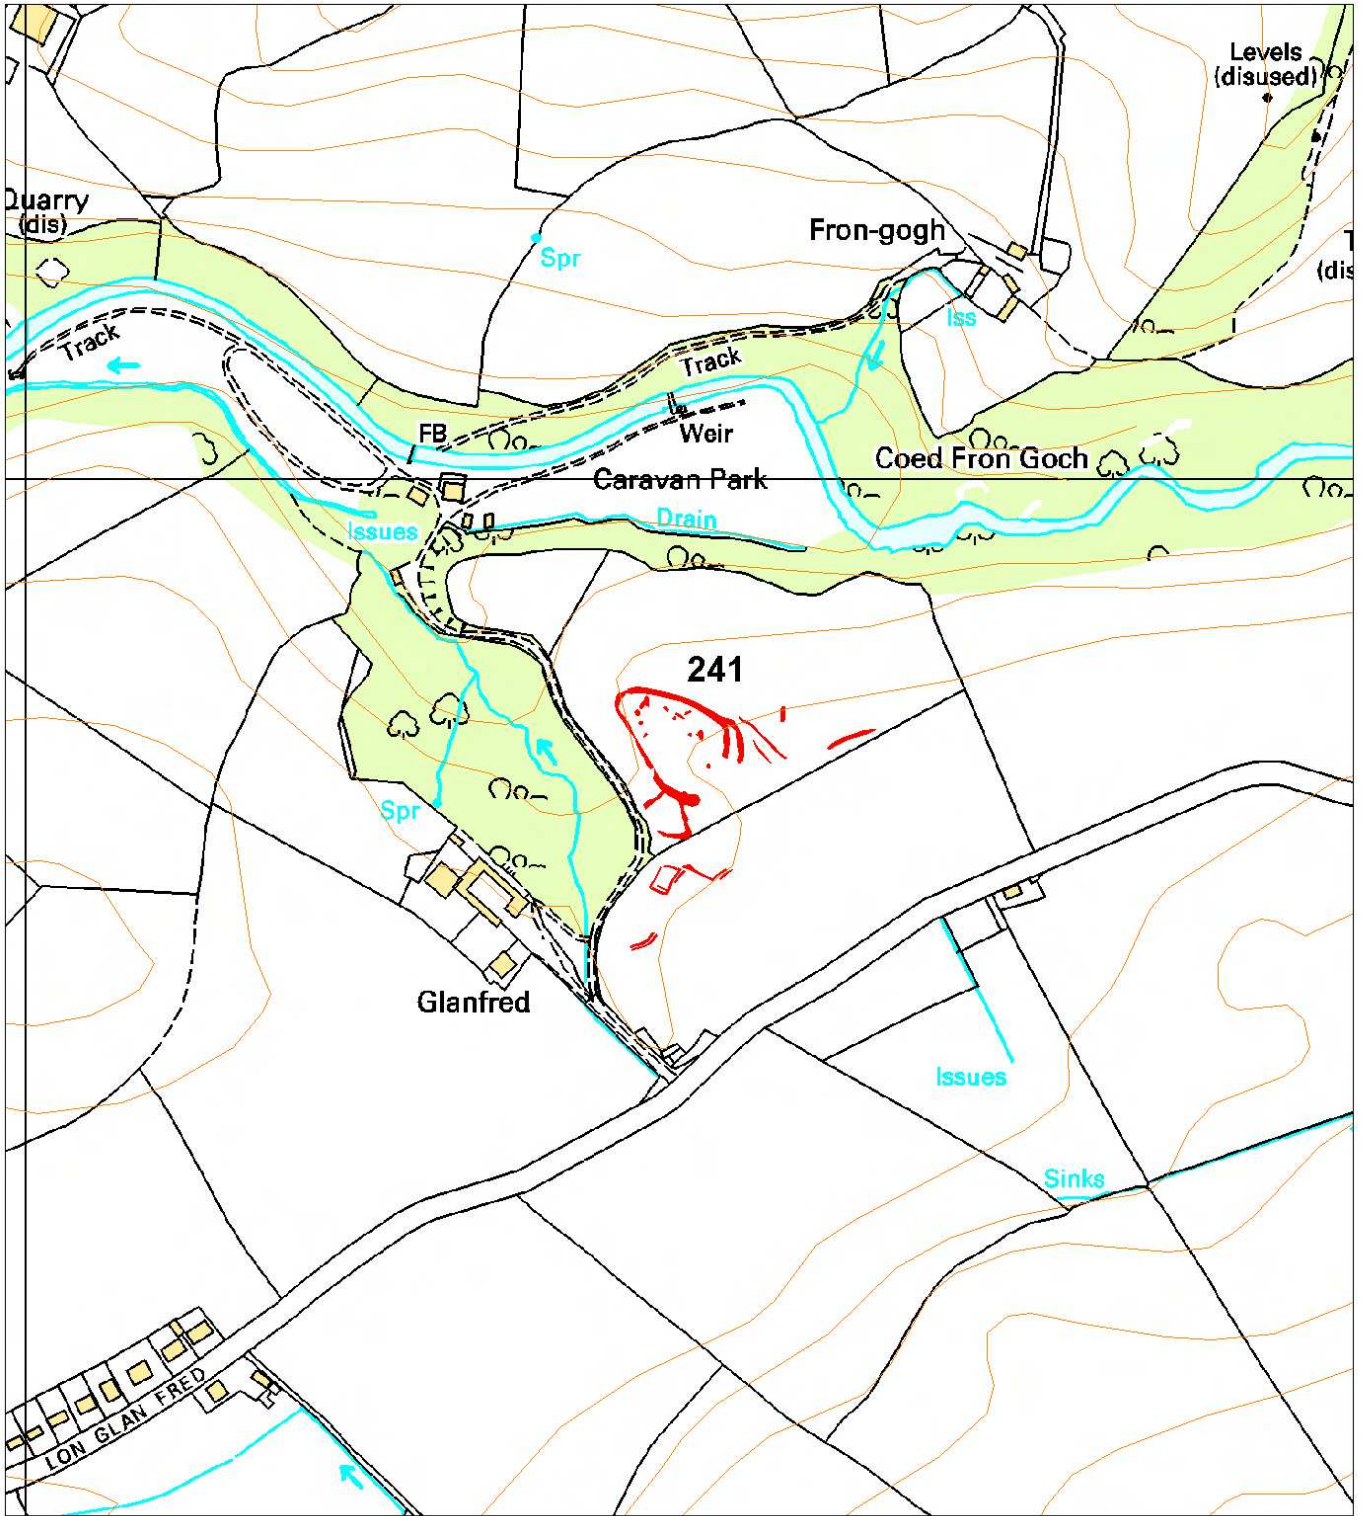 Levels
(disused)
Quarry
(dis)
Fron-gogh
Spr
(dis
Iss
Track
Track
FB
Weir
Coed Fron Goch
Caravan Park
Drain
Issues
241
Spr
Glanfred
Issues
Sinks
LON GLAN FRED